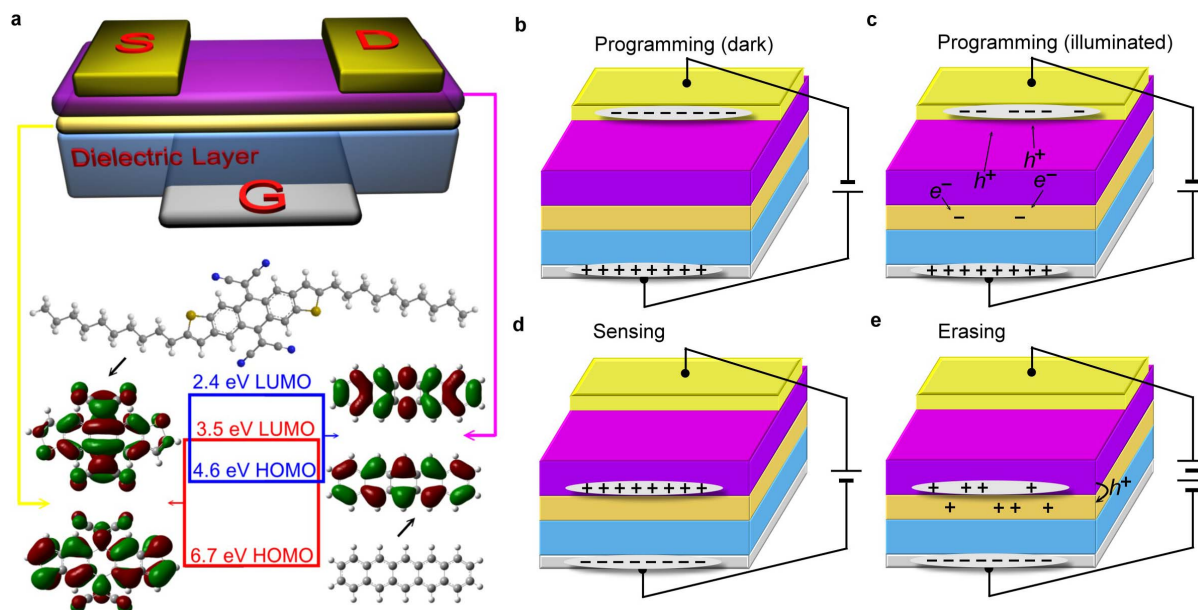 a
S
D
Dielectric Layer
G
2.4 eV LUMO
3.5 eV LUMO
4.6 eV HOMO
6.7 eV HOMO
b
Programming (dark)
− − − − − − −
+ + + + + + + +
c
Programming (illuminated)
− − − − − −
h⁺
h⁺
e⁻
e⁻
− −
+ + + + + + + +
d
Sensing
+ + + + + + + +
− − − − − − − −
e
Erasing
+ + + +
h⁺
+ + + +
− − − − − − − −